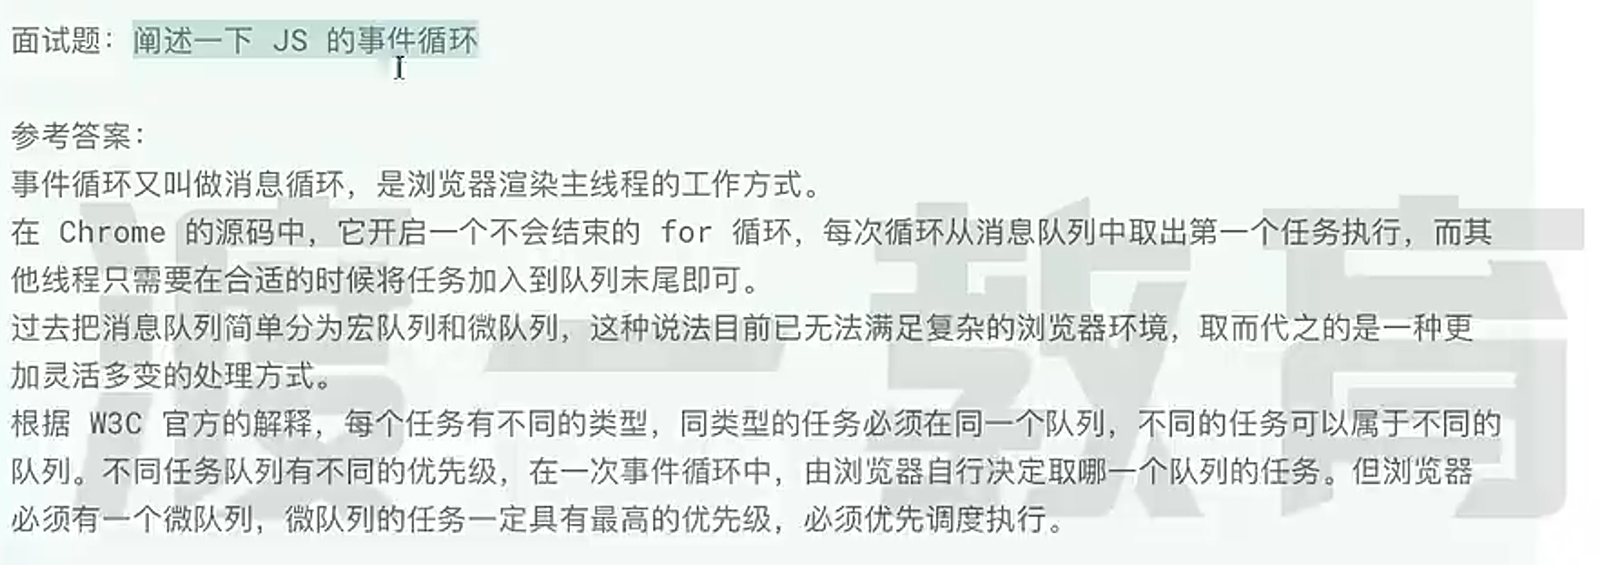 面试题：阐述一下 JS 的事件循环
参考答案：
事件循环又叫做消息循环，是浏览器渲染主线程的工作方式。
在 Chrome 的源码中，它开启一个不会结束的 for 循环，每次循环从消息队列中取出第一个任务执行，而其
他线程只需要在合适的时候将任务加入到队列末尾即可。
过去把消息队列简单分为宏队列和微队列，这种说法目前已无法满足复杂的浏览器环境，取而代之的是一种更
加灵活多变的处理方式。
根据 W3C 官方的解释，每个任务有不同的类型，同类型的任务必须在同一个队列，不同的任务可以属于不同的
队列。不同任务队列有不同的优先级，在一次事件循环中，由浏览器自行决定取哪一个队列的任务。但浏览器
必须有一个微队列，微队列的任务一定具有最高的优先级，必须优先调度执行。
渡一教育